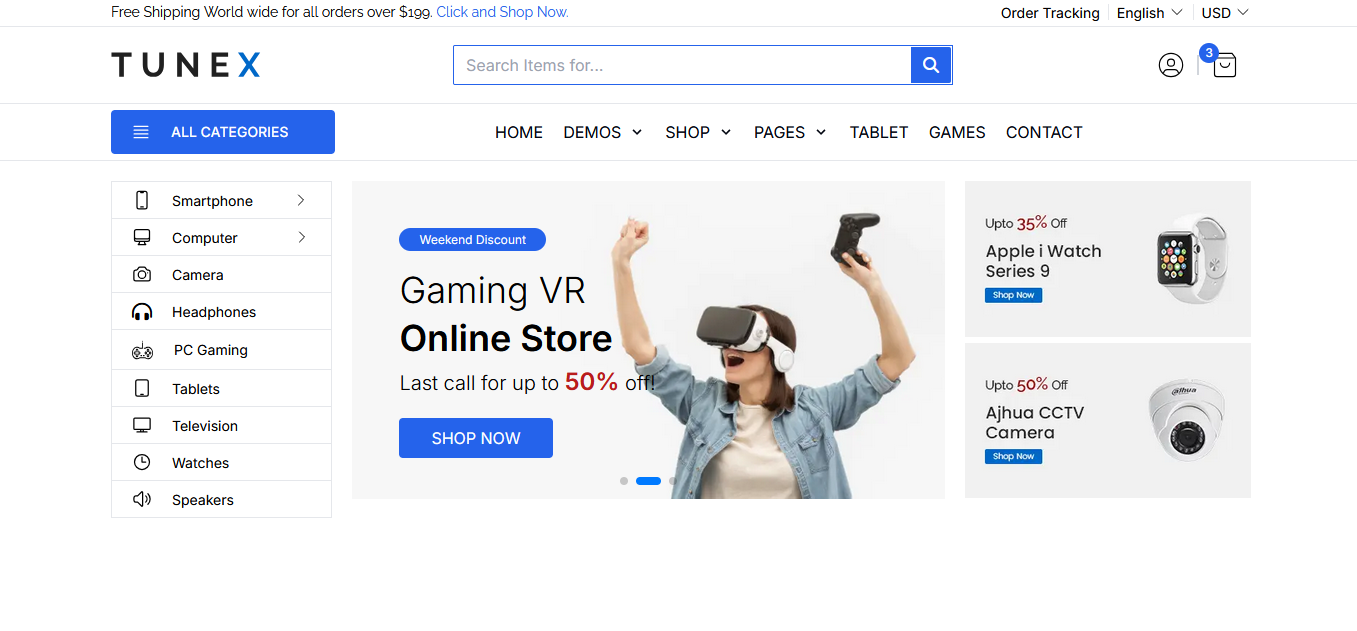 Free Shipping World wide for all orders over $199. Click and Shop Now.
Order Tracking English USD
TUNEX
Search Items for...
3
ALL CATEGORIES
HOME DEMOS SHOP PAGES TABLET GAMES CONTACT
Smartphone
Computer
Camera
Headphones
PC Gaming
Tablets
Television
Watches
Speakers
Weekend Discount
Gaming VR
Online Store
Last call for up to 50% off!
SHOP NOW
Upto 35% Off
Apple i Watch
Series 9
Shop Now
Upto 50% Off
Ajhua CCTV
Camera
Shop Now
alhua